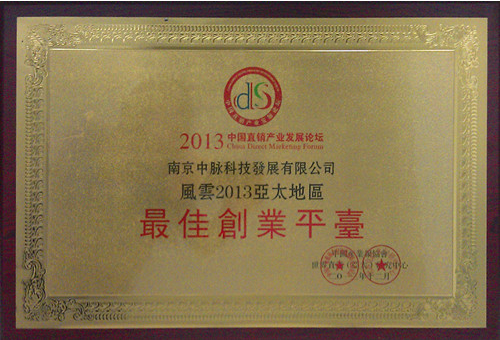 dS
2013 中国直销产业发展论坛
China Direct Marketing Forum
南京中脉科技發展有限公司
風雲2013亞太地區
最佳創業平臺